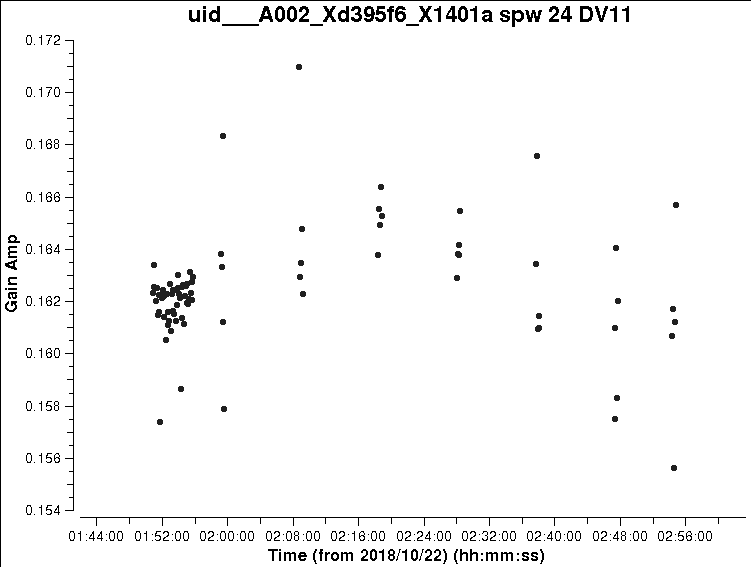 uid___A002_Xd395f6_X1401a spw 24 DV11
0.172
0.170
0.168
0.166
0.164
0.162
0.160
0.158
0.156
0.154
Gain Amp
01:44:00 01:52:00 02:00:00 02:08:00 02:16:00 02:24:00 02:32:00 02:40:00 02:48:00 02:56:00
Time (from 2018/10/22) (hh:mm:ss)